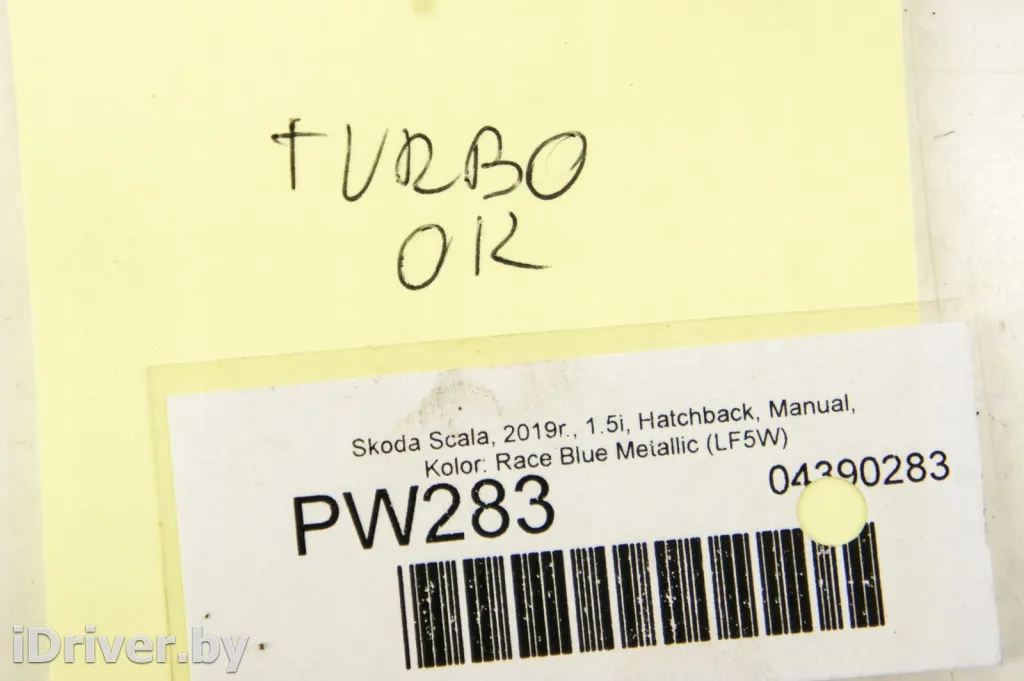 TURBO
OK
Skoda Scala, 2019r., 1.5i, Hatchback, Manual,
Kolor: Race Blue Metallic (LF5W)
04390283
PW283
iDriver.by